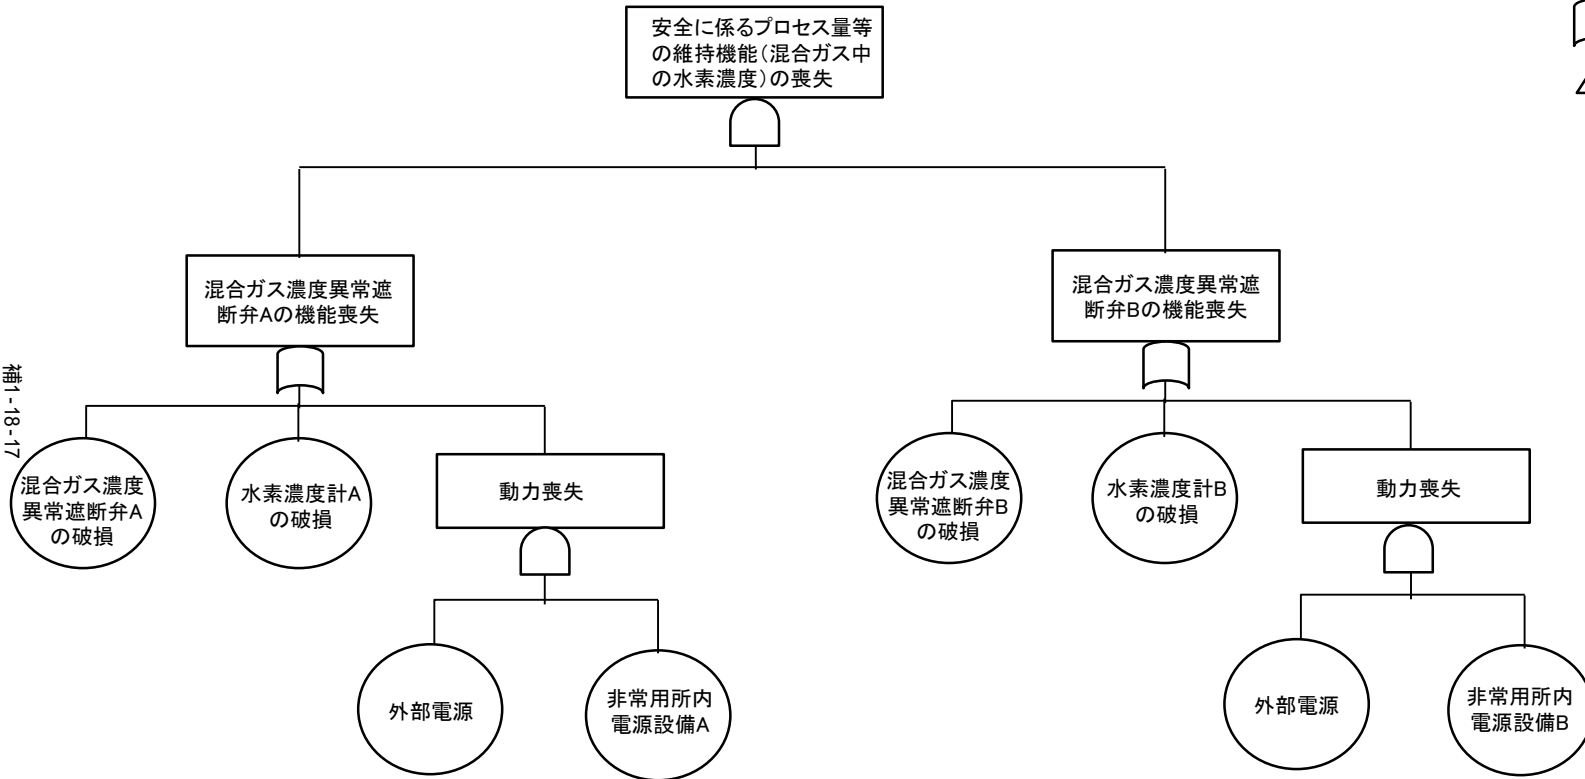 安全に係るプロセス量等
の維持機能（混合ガス中
の水素濃度）の喪失
混合ガス濃度異常遮
断弁Aの機能喪失
混合ガス濃度異常遮
断弁Bの機能喪失
混合ガス濃度
異常遮断弁A
の破損
水素濃度計A
の破損
動力喪失
混合ガス濃度
異常遮断弁B
の破損
水素濃度計B
の破損
動力喪失
外部電源
非常用所内
電源設備A
外部電源
非常用所内
電源設備B
補1-18-17